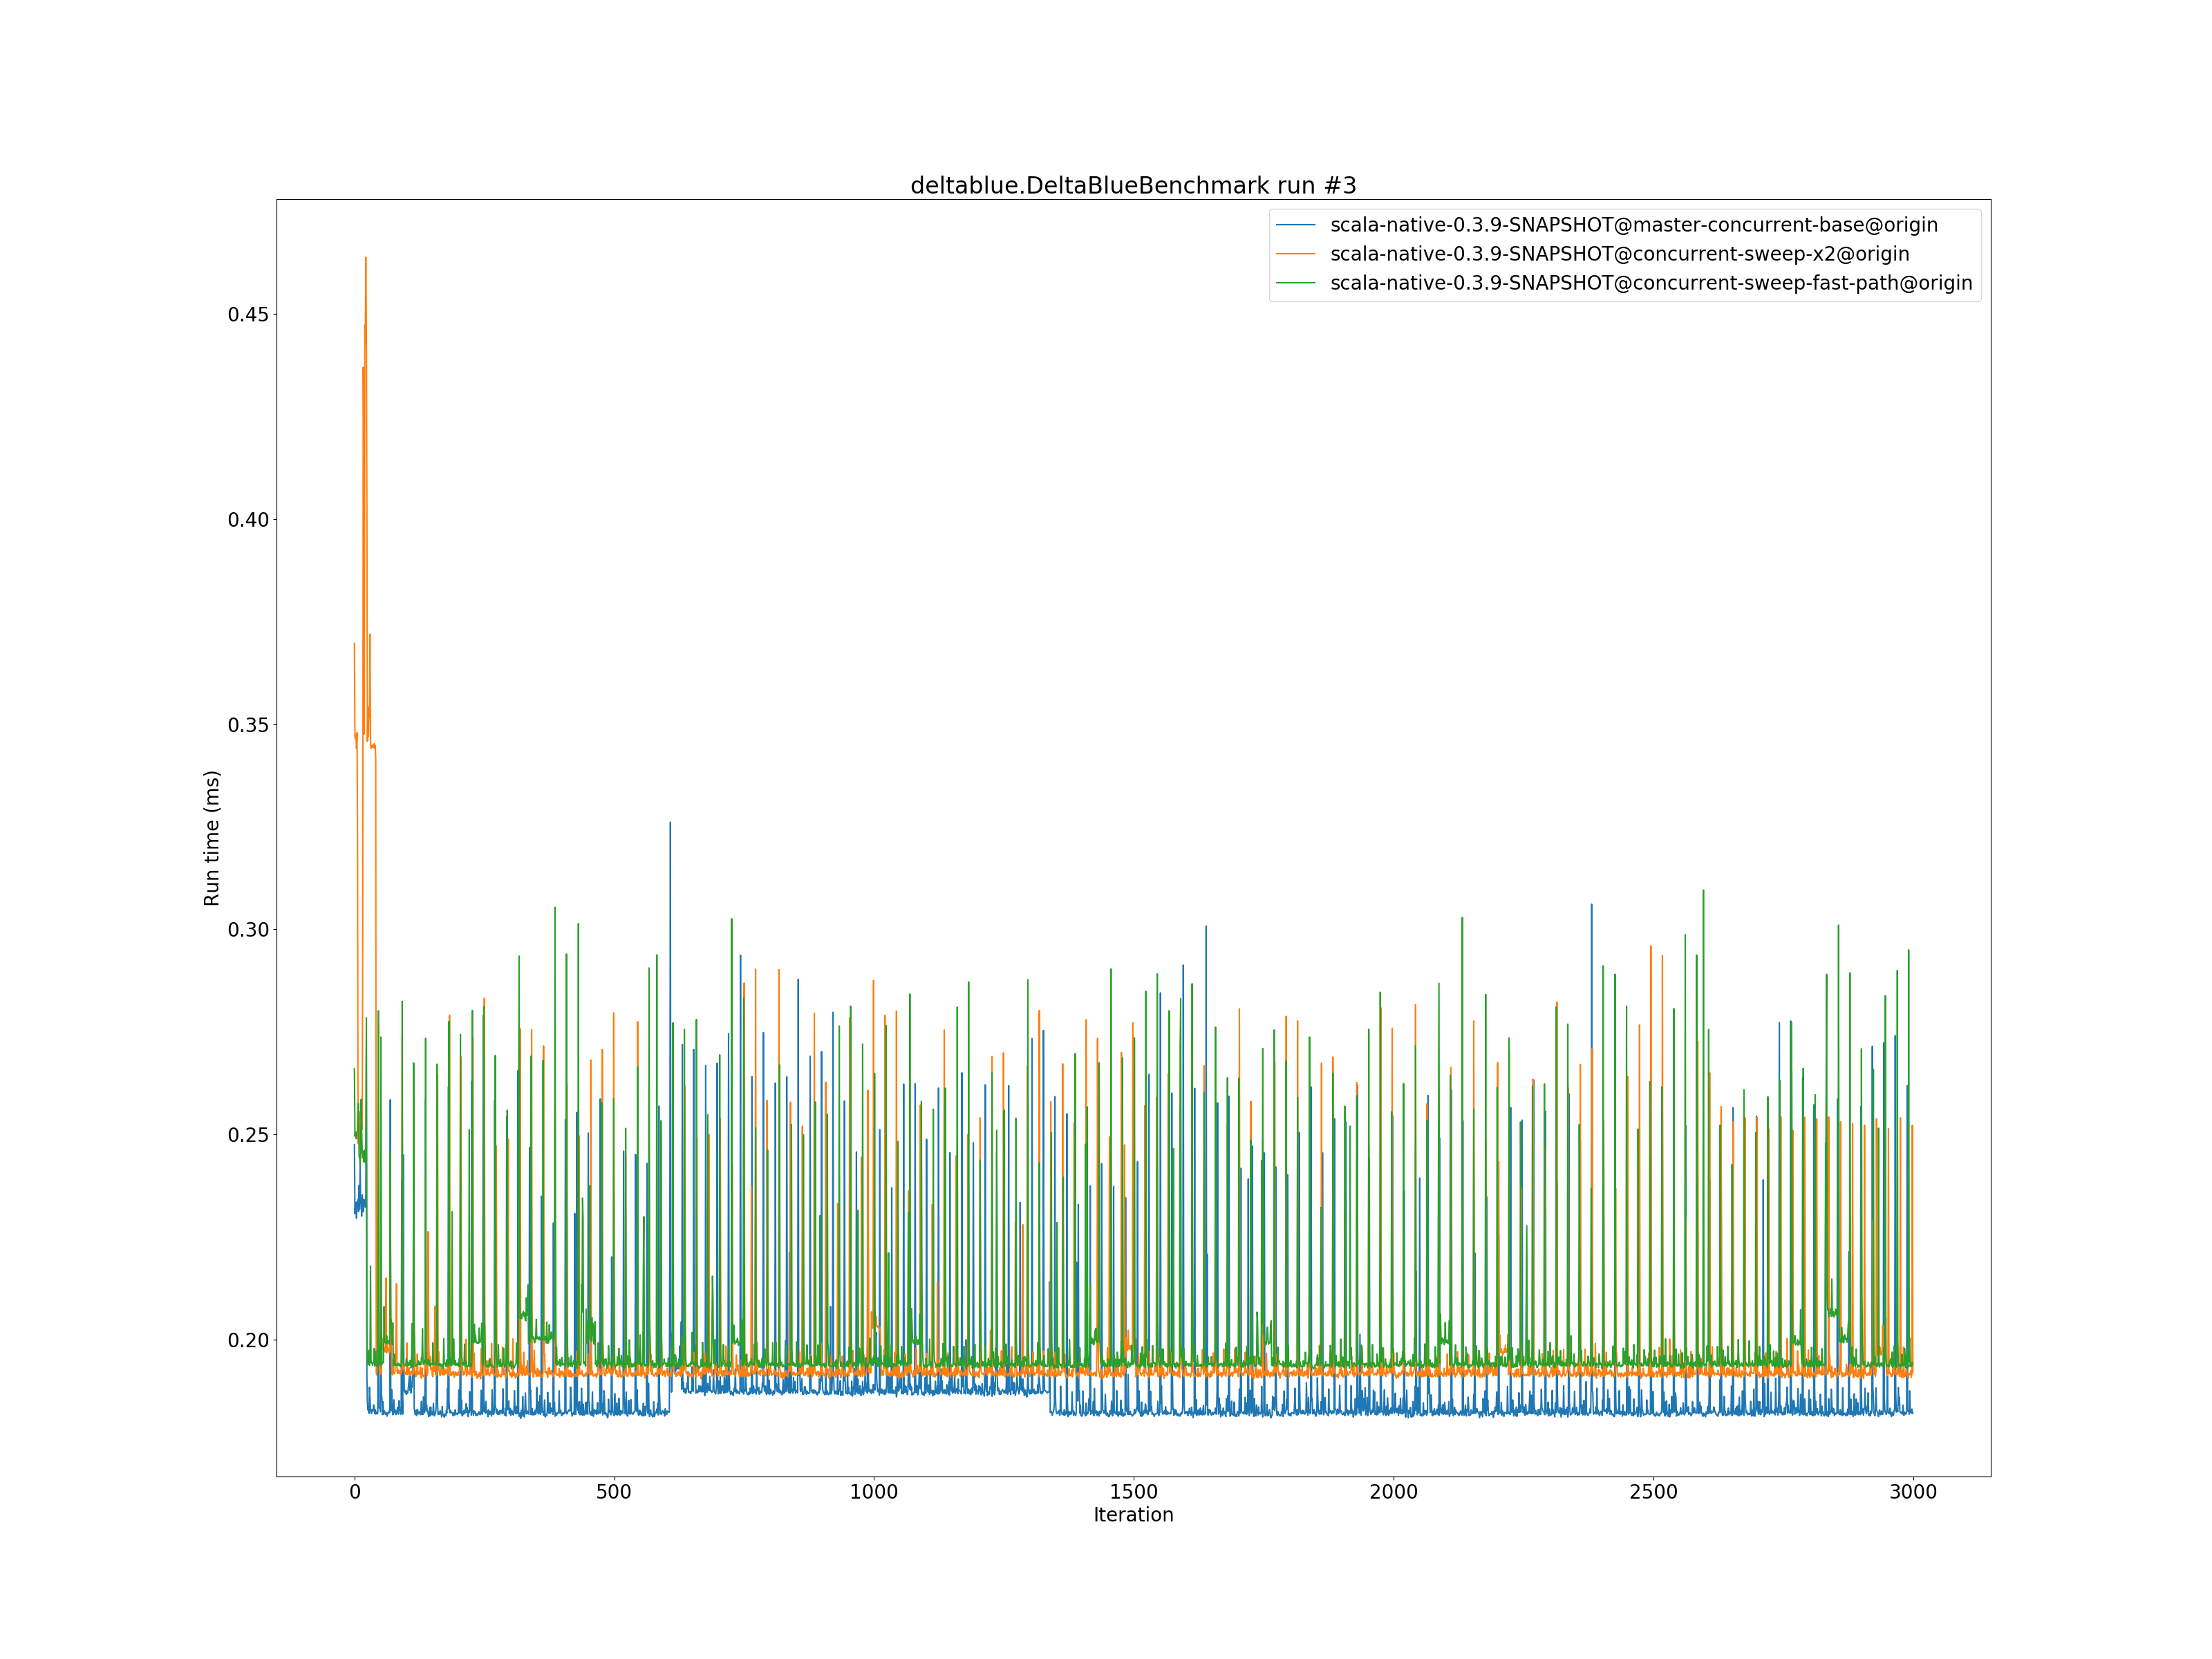 deltablue.DeltaBlueBenchmark run #3
scala-native-0.3.9-SNAPSHOT@master-concurrent-base@origin
scala-native-0.3.9-SNAPSHOT@concurrent-sweep-x2@origin
scala-native-0.3.9-SNAPSHOT@concurrent-sweep-fast-path@origin
0.45
0.40
0.35
0.30
0.25
0.20
Run time (ms)
0 500 1000 1500 2000 2500 3000
Iteration